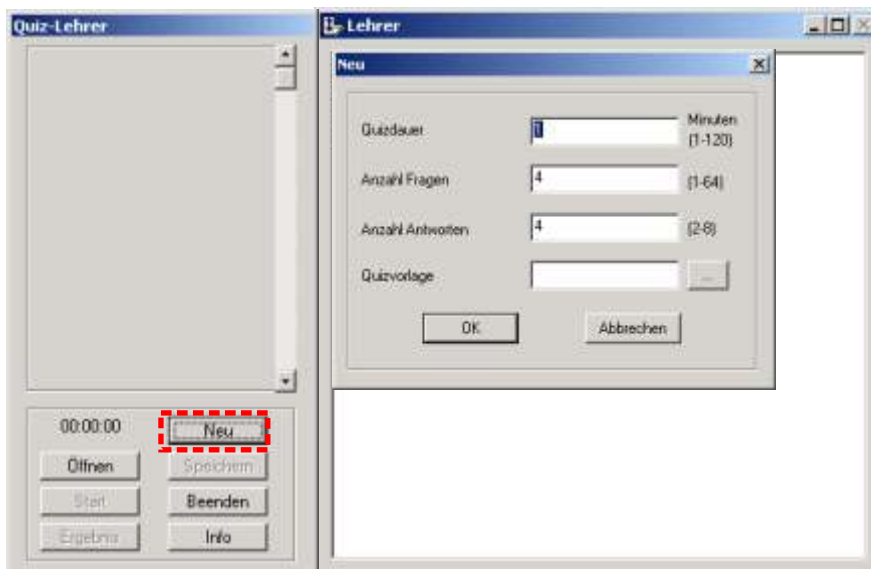 Quiz-Lehrer
00:00:00
Neu
Öffnen
Speichern
Start
Beenden
Ergebnis
Info
Lehrer
Neu
Quizdauer
1
Minuten
(1-120)
Anzahl Fragen
4
(1-64)
Anzahl Antworten
4
(2-8)
Quizvorlage
...
OK
Abbrechen